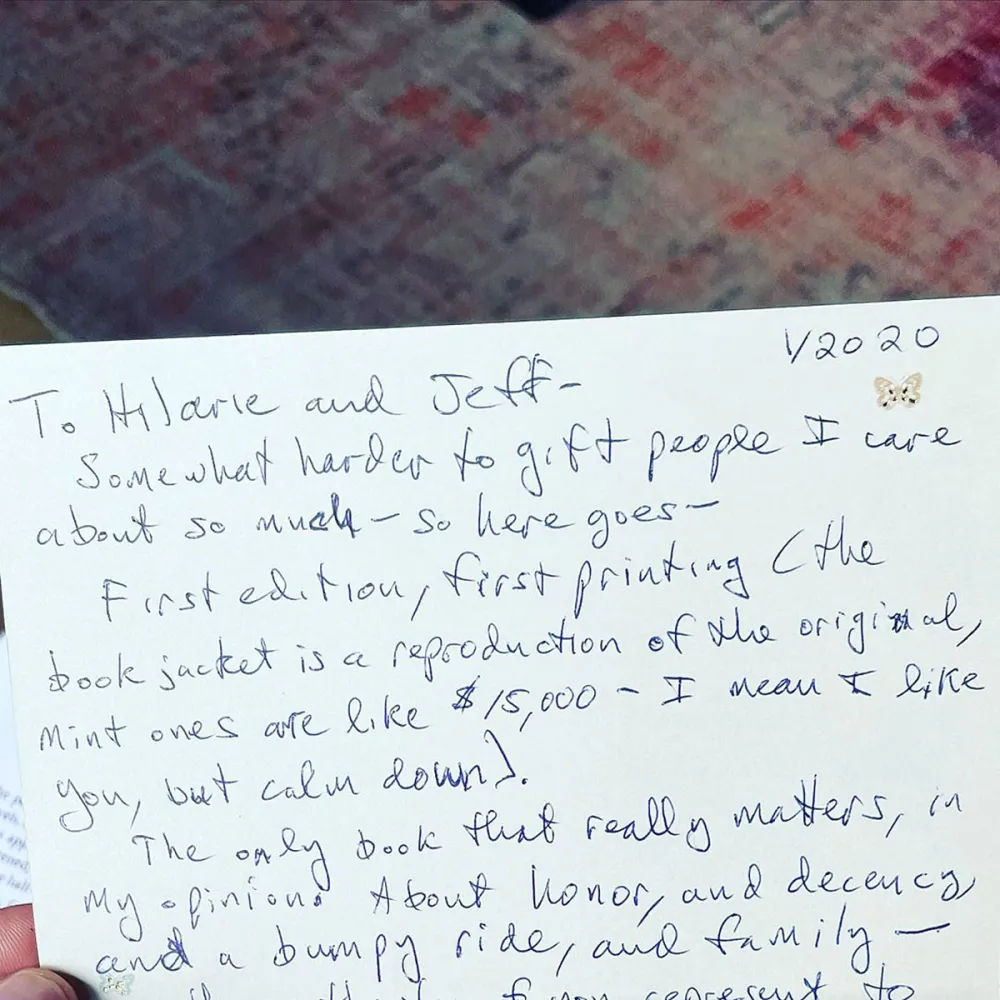 1/2020
To Hilarie and Jeff-
Somewhat harder to gift people I care
about so much - so here goes-
First edition, first printing (the
book jacket is a reproduction of the original,
mint ones are like $15,000 - I mean I like
you, but calm down).
The only book that really matters, in
my opinion. About honor, and decency,
and a bumpy ride, and family —
you represent to